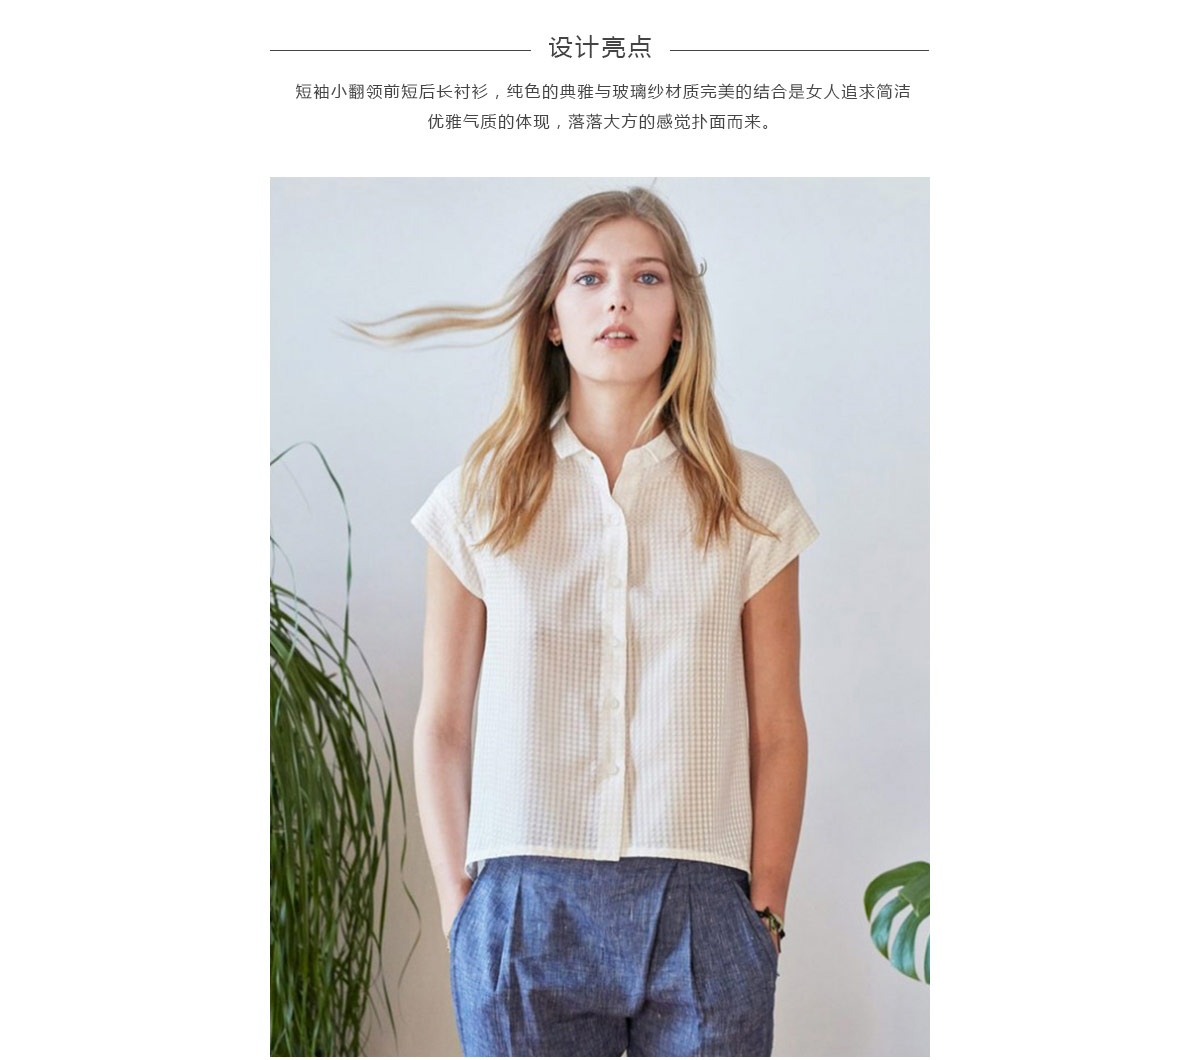 设计亮点
短袖小翻领前短后长衬衫，纯色的典雅与玻璃纱材质完美的结合是女人追求简洁
优雅气质的体现，落落大方的感觉扑面而来。